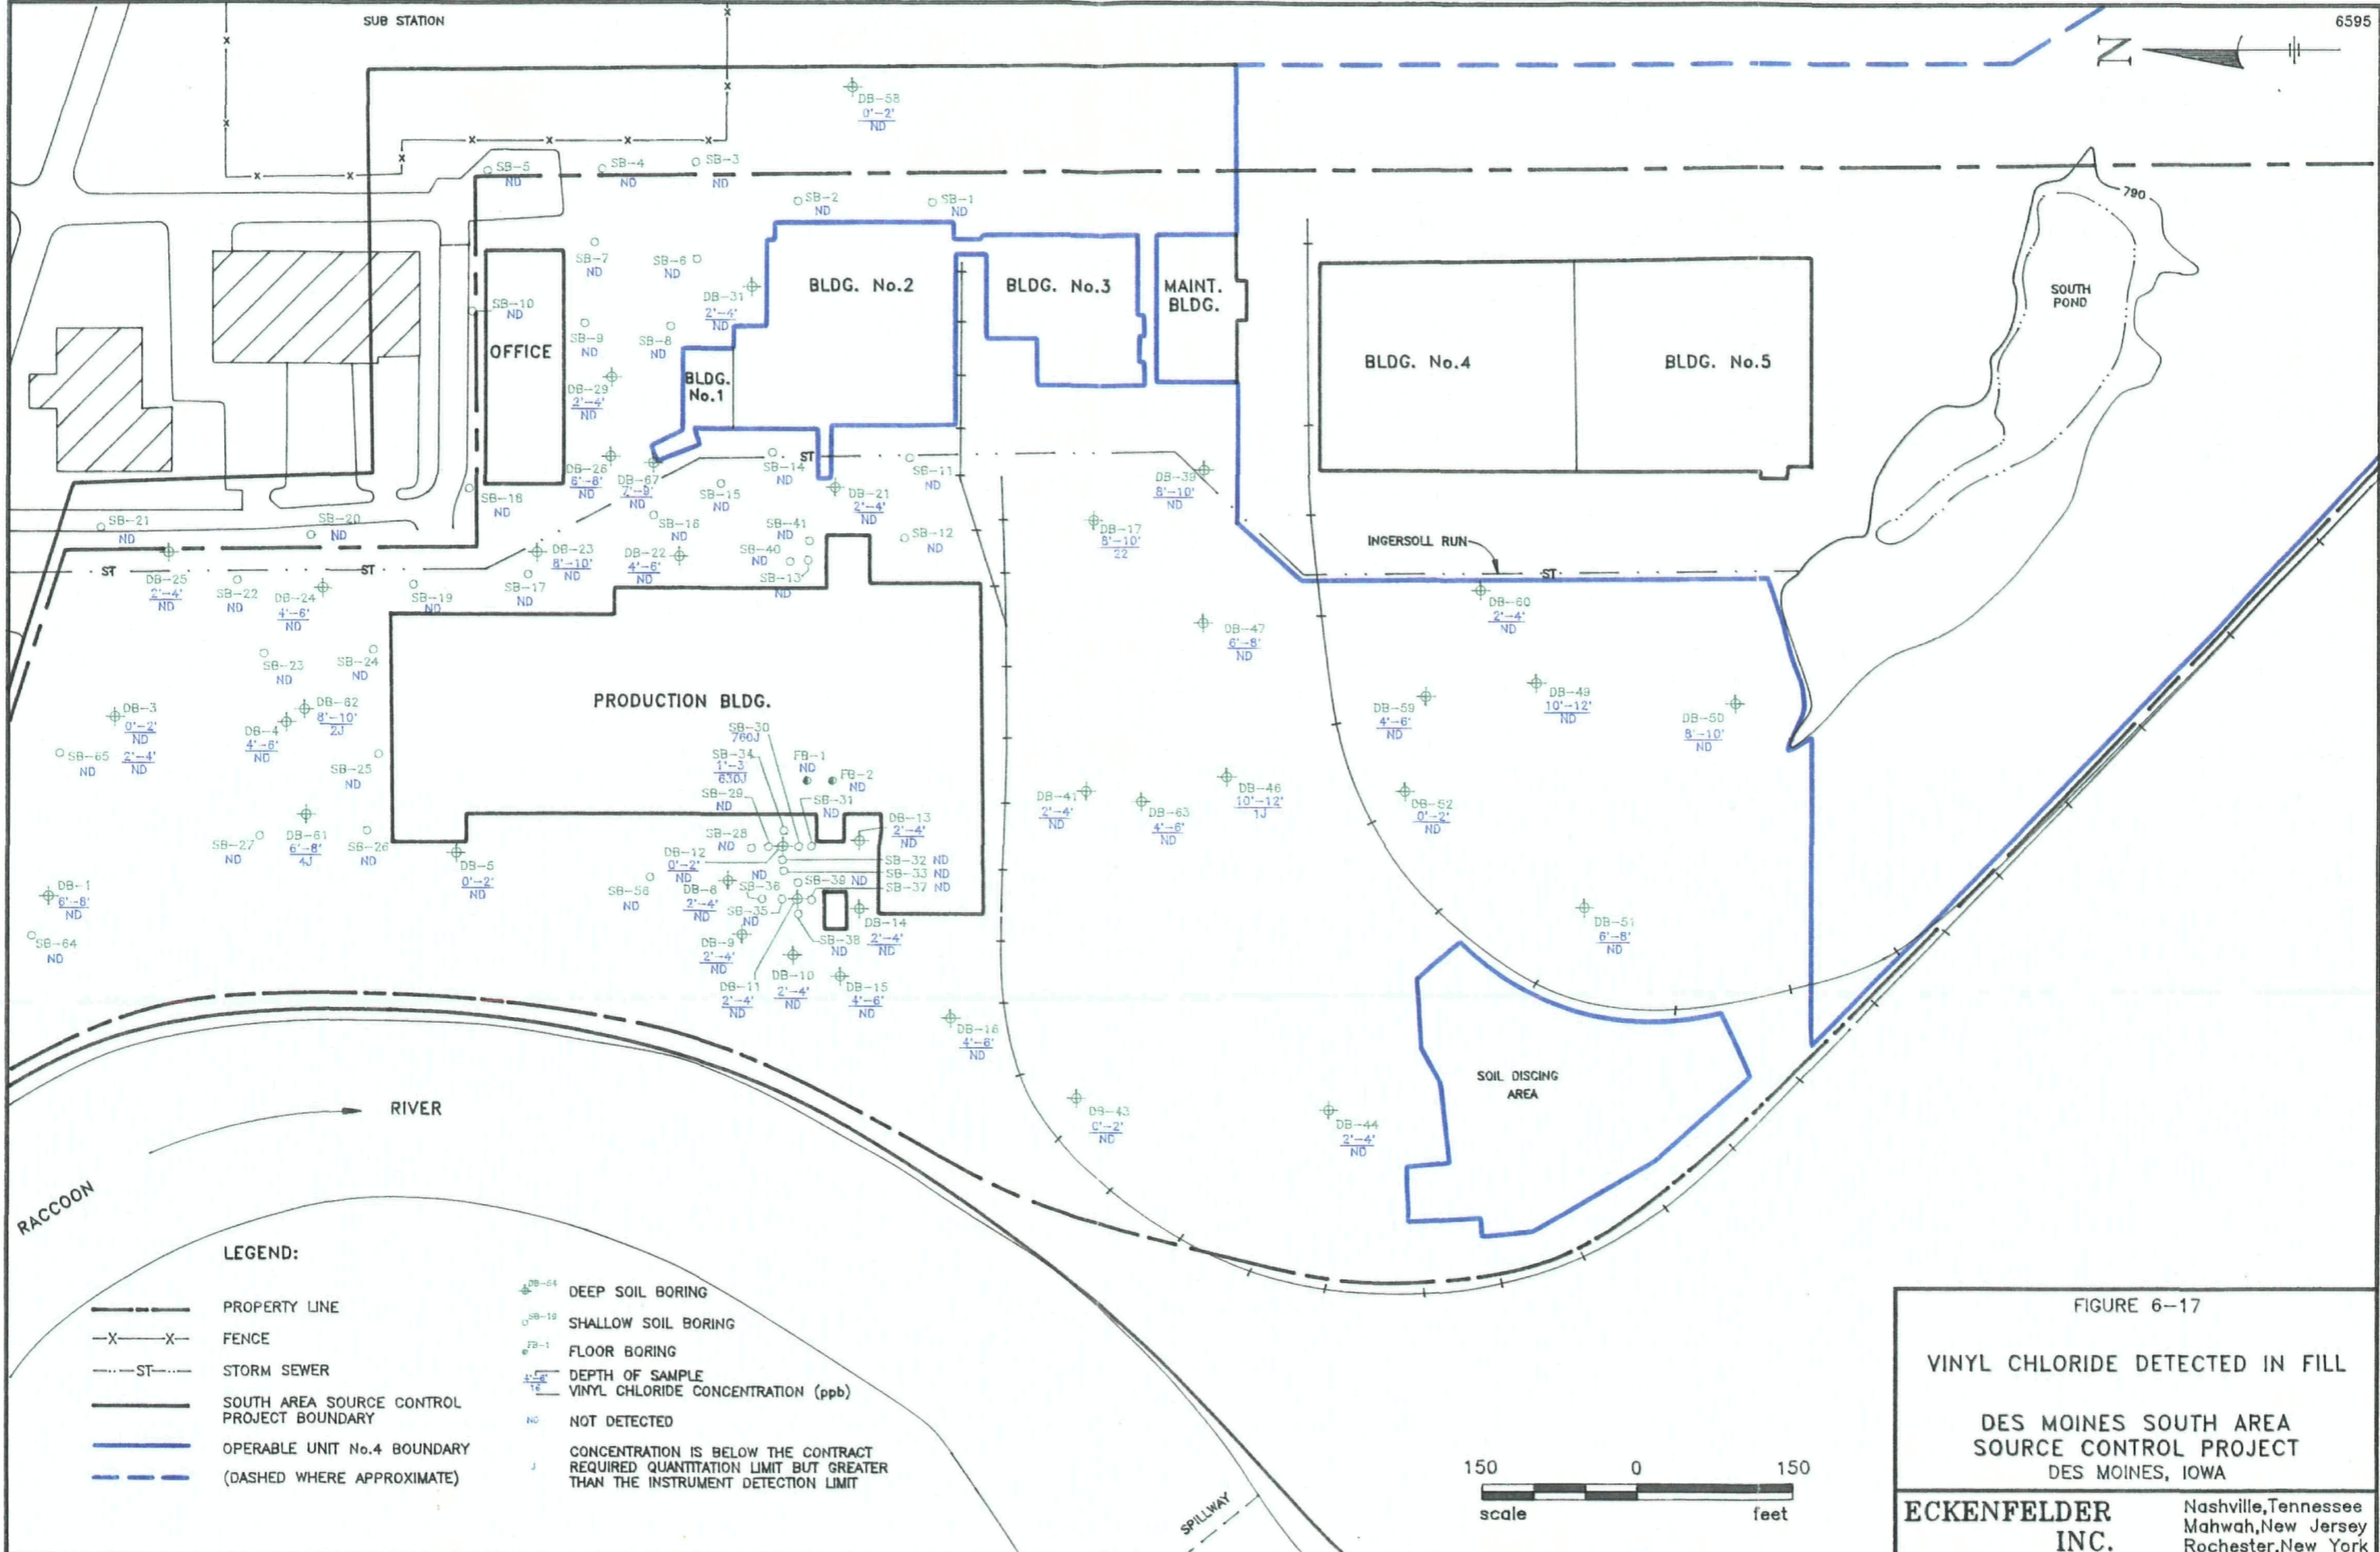 6595
SUB STATION
N
DB-58
0'-2'
ND
SB-5
ND
SB-4
ND
SB-3
ND
SB-2
ND
SB-1
ND
790
SB-7
ND
SB-6
ND
DB-31
2'-4'
ND
BLDG. No.2
BLDG. No.3
MAINT.
BLDG.
SOUTH
POND
SB-10
ND
SB-9
ND
SB-8
ND
OFFICE
BLDG. No.4
BLDG. No.5
BLDG.
No.1
DB-29
2'-4'
ND
DB-28
6'-8'
ND
DB-67
7'-9'
ND
SB-14
ND
ST
SB-11
ND
SB-15
ND
DB-21
2'-4'
ND
DB-39
8'-10'
ND
SB-18
ND
SB-21
ND
SB-20
ND
SB-16
ND
SB-41
SB-40
ND
SB-13
ND
SB-12
ND
DB-17
8'-10'
22
INGERSOLL RUN
ST
ST
ST
DB-25
2'-4'
ND
SB-22
ND
DB-24
4'-6'
ND
SB-19
ND
SB-17
ND
DB-23
8'-10'
ND
DB-22
4'-6'
ND
DB-60
2'-4'
ND
DB-47
6'-8'
ND
SB-23
ND
SB-24
ND
DB-3
0'-2'
ND
2'-4'
ND
DB-62
8'-10'
2J
DB-4
4'-6'
ND
SB-65
ND
SB-25
ND
PRODUCTION BLDG.
SB-30
760J
SB-34
1'-3
630J
FB-1
ND
FB-2
ND
SB-29
ND
SB-31
ND
DB-59
4'-6'
ND
DB-49
10'-12'
ND
DB-50
8'-10'
ND
DB-41
2'-4'
ND
DB-63
4'-6'
ND
DB-46
10'-12'
1J
DB-52
0'-2'
ND
SB-27
ND
DB-61
6'-8'
4J
SB-26
ND
DB-5
0'-2'
ND
SB-28
ND
DB-12
0'-2'
ND
DB-13
2'-4'
ND
SB-32 ND
SB-33 ND
SB-37 ND
ND
SB-39 ND
SB-36
SB-35
ND
SB-56
ND
DB-8
2'-4'
ND
DB-1
6'-8'
ND
SB-64
ND
DB-9
2'-4'
ND
SB-38
ND
DB-14
2'-4'
ND
DB-11
2'-4'
ND
DB-10
2'-4'
ND
DB-15
4'-6'
ND
DB-51
6'-8'
ND
DB-16
4'-6'
ND
DB-43
0'-2'
ND
DB-44
2'-4'
ND
SOIL DISCING
AREA
RIVER
RACCOON
SPILLWAY
LEGEND:
PROPERTY LINE
X X FENCE
ST STORM SEWER
SOUTH AREA SOURCE CONTROL
PROJECT BOUNDARY
OPERABLE UNIT No.4 BOUNDARY
(DASHED WHERE APPROXIMATE)
DB-64 DEEP SOIL BORING
SB-19 SHALLOW SOIL BORING
FB-1 FLOOR BORING
4'-6' DEPTH OF SAMPLE
16 VINYL CHLORIDE CONCENTRATION (ppb)
ND NOT DETECTED
J CONCENTRATION IS BELOW THE CONTRACT
REQUIRED QUANTITATION LIMIT BUT GREATER
THAN THE INSTRUMENT DETECTION LIMIT
150 0 150
scale feet
FIGURE 6-17
VINYL CHLORIDE DETECTED IN FILL
DES MOINES SOUTH AREA
SOURCE CONTROL PROJECT
DES MOINES, IOWA
ECKENFELDER
INC.
Nashville,Tennessee
Mahwah,New Jersey
Rochester,New York